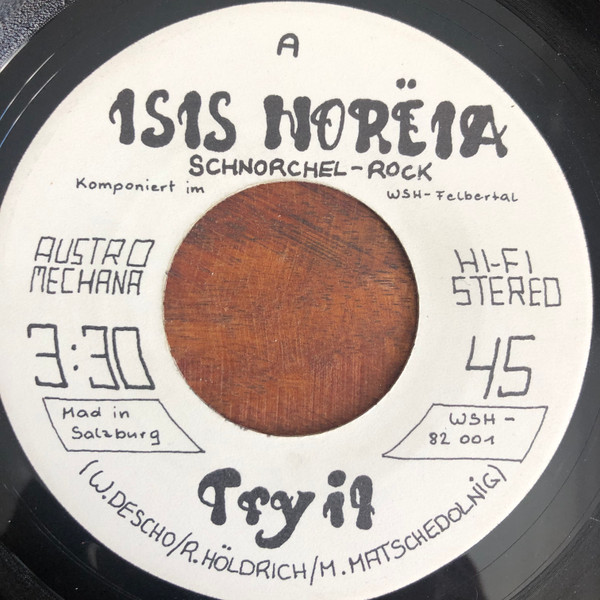 A
ISIS NORËIA
SCHNORCHEL-ROCK
Komponiert im WSH-Felbertal
AUSTRO
MECHANA
HI-FI
STEREO
3:30
45
Mad in
Salzburg
WSH-
82 001
Try it
(W. DESCHO/R. HÖLDRICH/M. MATSCHEDOLNIG)